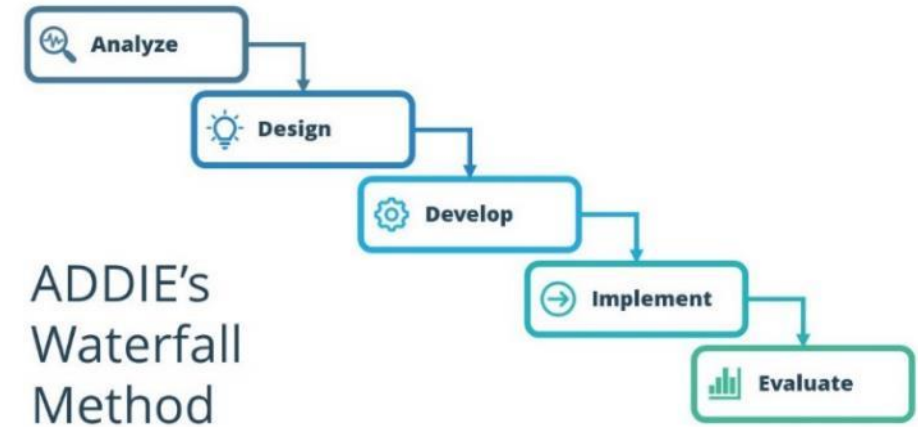 Analyze
Design
Develop
Implement
Evaluate
ADDIE's
Waterfall
Method